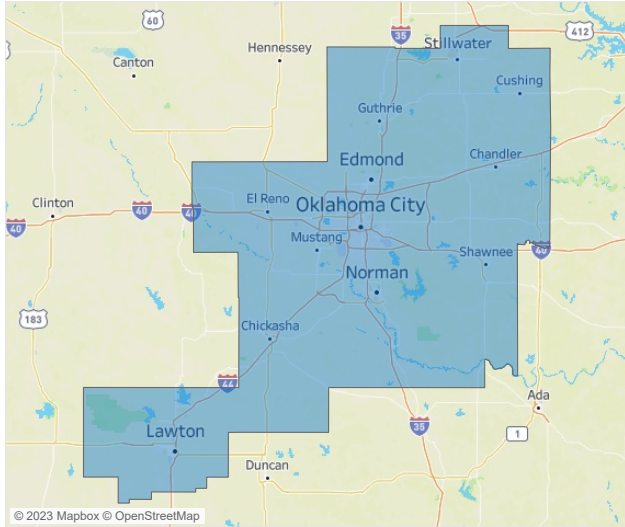 60
35
412
Hennessey
Stillwater
Canton
Cushing
Guthrie
Edmond
Chandler
Clinton
El Reno
Oklahoma City
40
40
40
40
Mustang
Shawnee
Norman
183
Chickasha
44
Ada
Lawton
35
1
Duncan
© 2023 Mapbox © OpenStreetMap